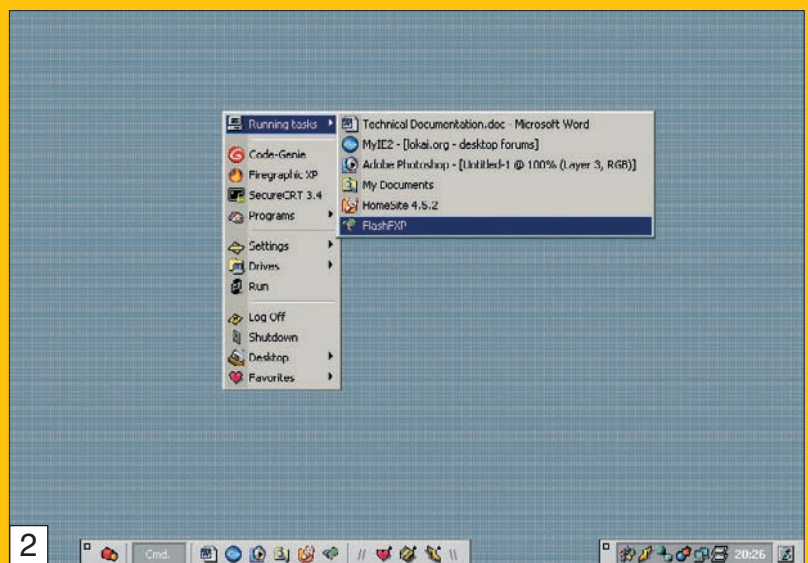 Running tasks
Technical Documentation.doc - Microsoft Word
MyIE2 - [lokai.org - desktop forums]
Adobe Photoshop - [Untitled-1 @ 100% (Layer 3, RGB)]
My Documents
HomeSite 4.5.2
FlashFXP
Code-Genie
Firegraphic XP
SecureCRT 3.4
Programs
Settings
Drives
Run
Log Off
Shutdown
Desktop
Favorites
2
Cmd.
// \\
20:26